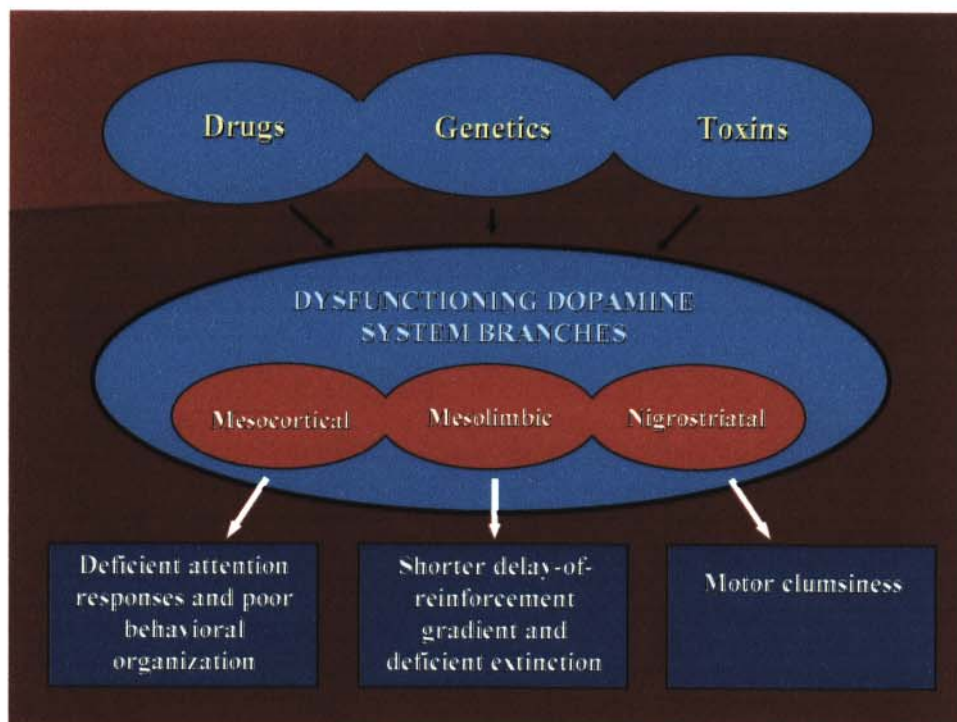 Drugs
Genetics
Toxins
DYSFUNCTIONING DOPAMINE
SYSTEM BRANCHES
Mesocortical
Mesolimbic
Nigrostriatal
Deficient attention
responses and poor
behavioral
organization
Shorter delay-of-
reinforcement
gradient and
deficient extinction
Motor clumsiness